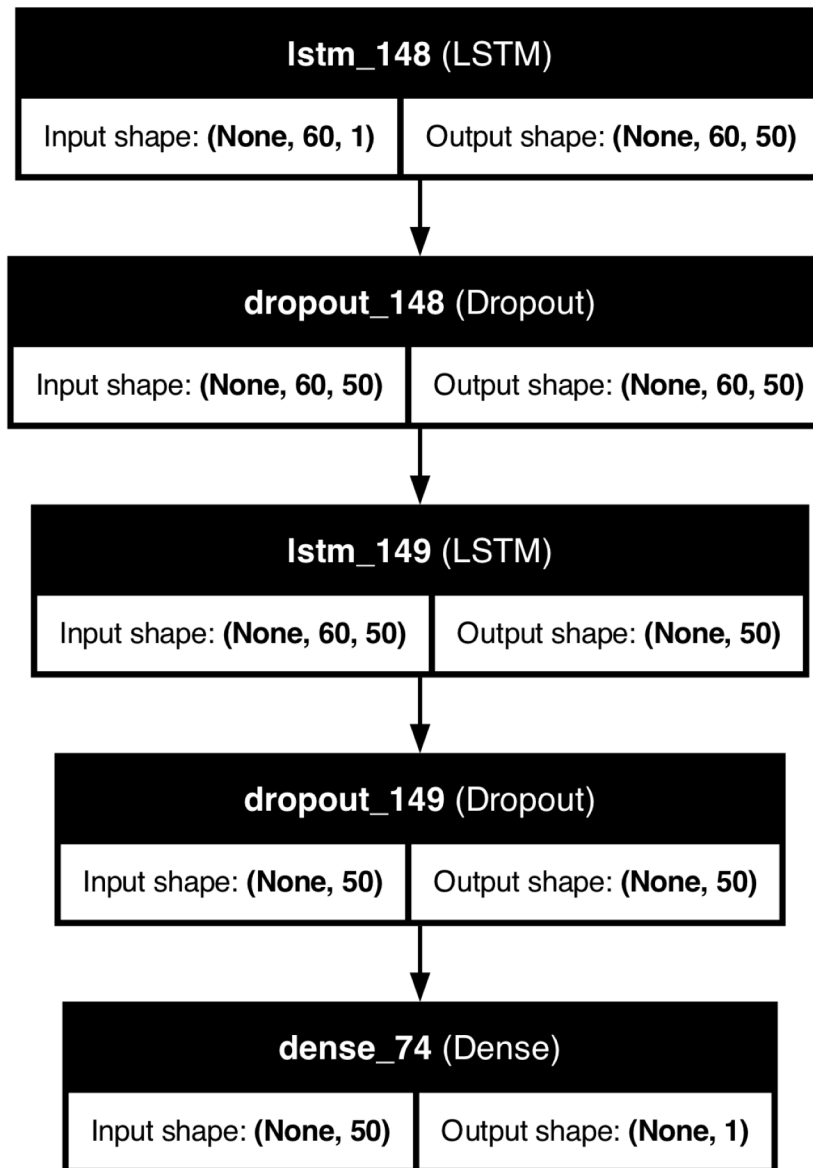 lstm_148 (LSTM)
Input shape: (None, 60, 1) Output shape: (None, 60, 50)
dropout_148 (Dropout)
Input shape: (None, 60, 50) Output shape: (None, 60, 50)
lstm_149 (LSTM)
Input shape: (None, 60, 50) Output shape: (None, 50)
dropout_149 (Dropout)
Input shape: (None, 50) Output shape: (None, 50)
dense_74 (Dense)
Input shape: (None, 50) Output shape: (None, 1)